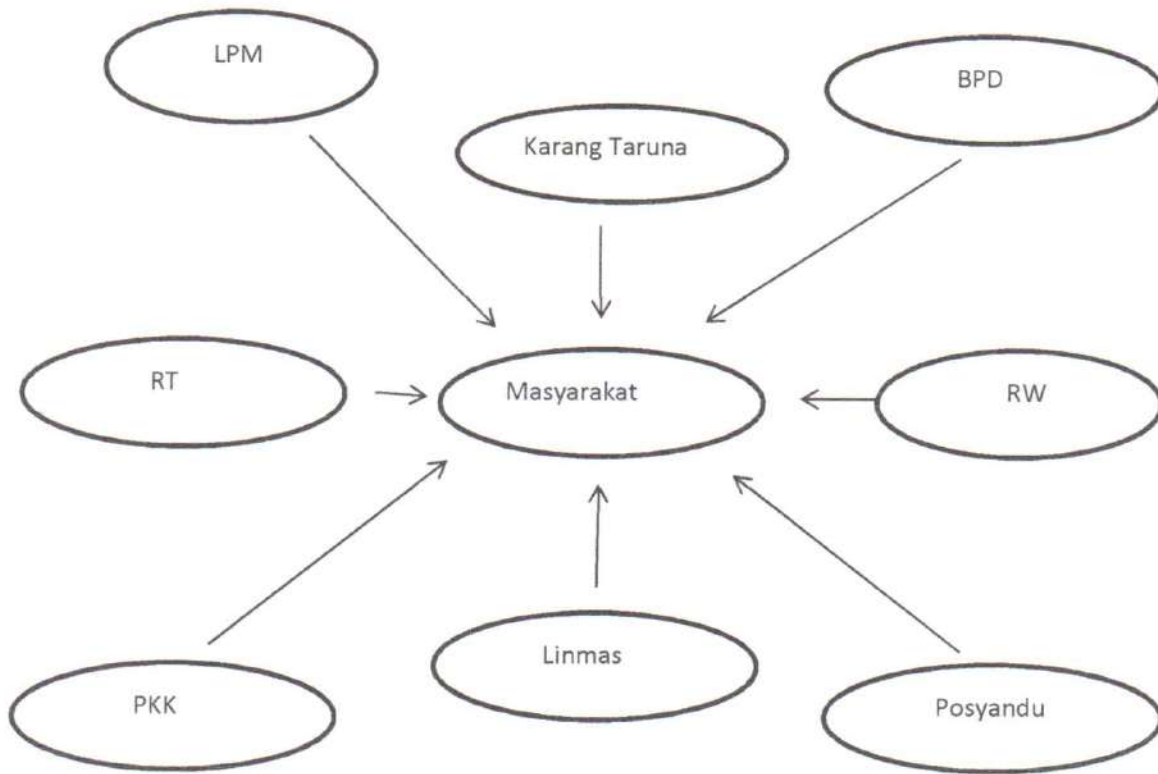 LPM
BPD
Karang Taruna
RT
Masyarakat
RW
PKK
Linmas
Posyandu